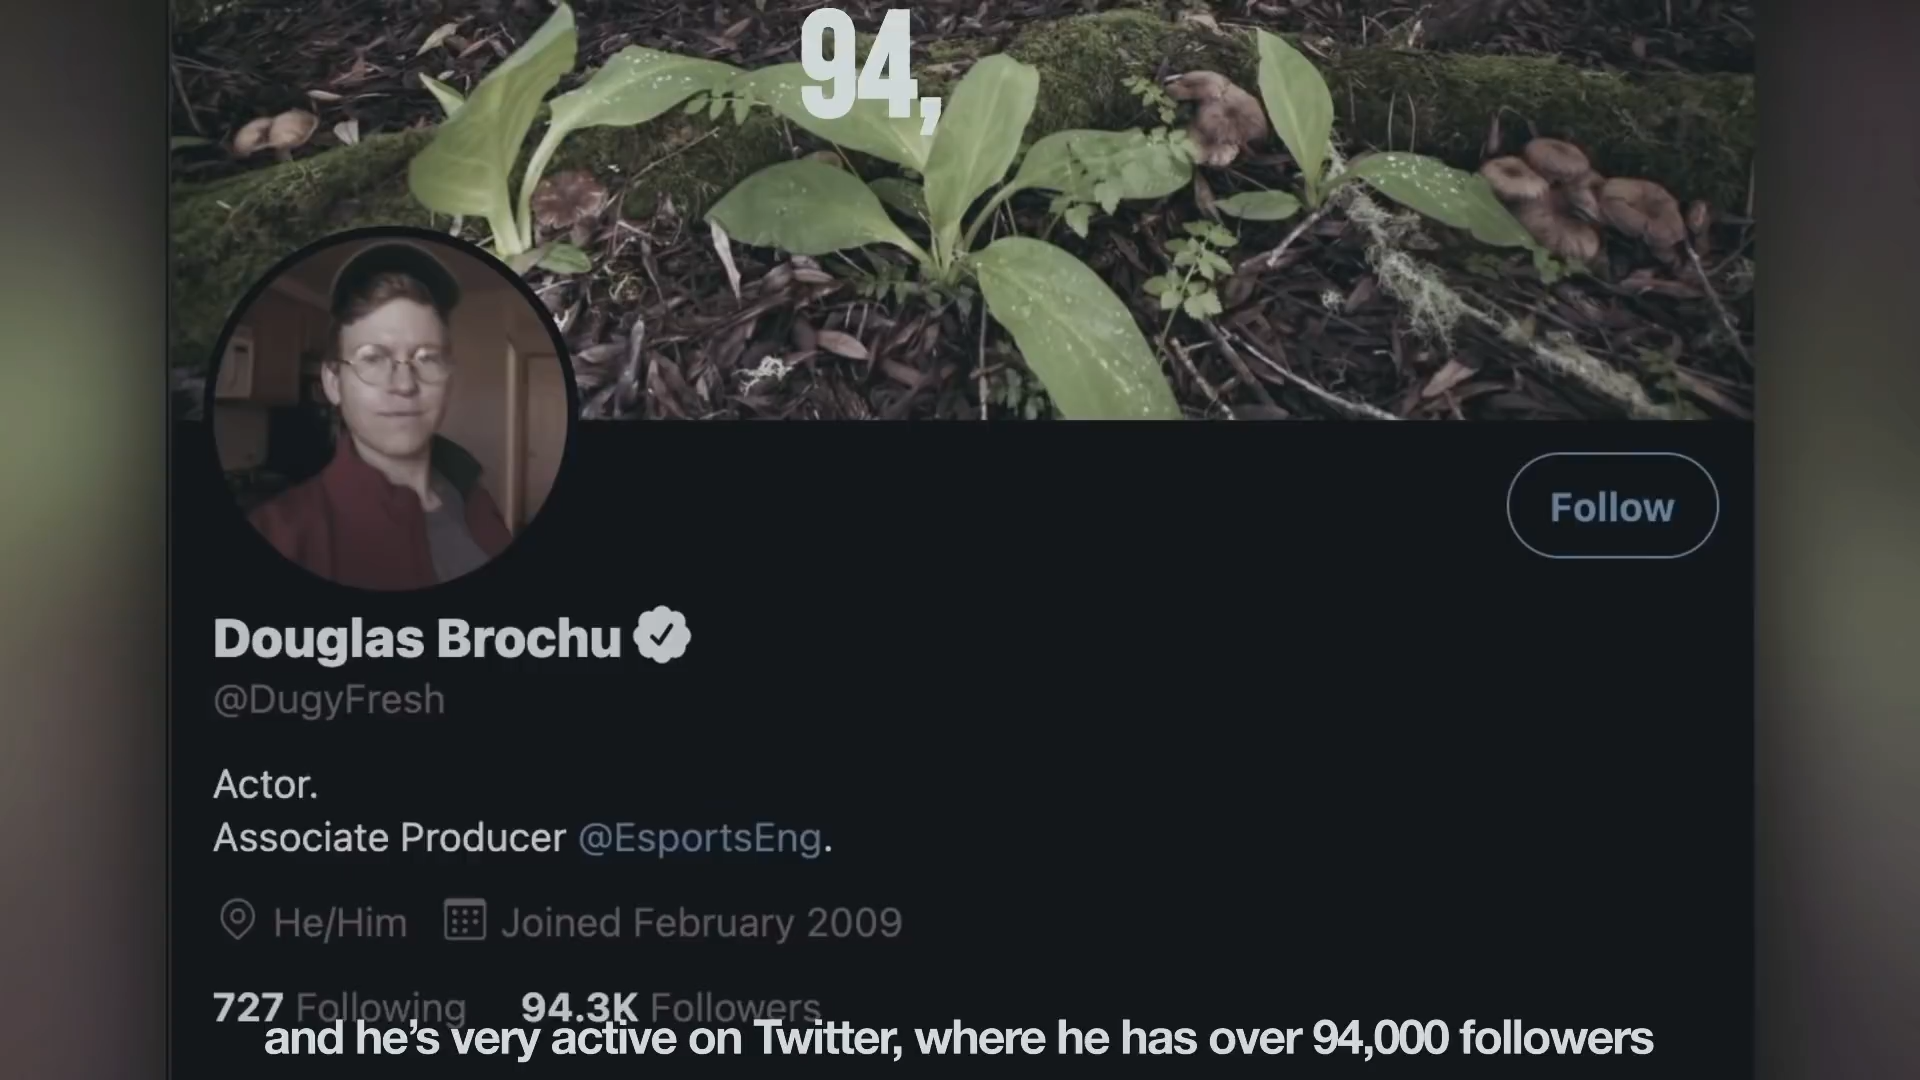 94,
Follow
Douglas Brochu
@DugyFresh
Actor.
Associate Producer @EsportsEng.
He/Him Joined February 2009
727 Following 94.3K Followers
and he's very active on Twitter, where he has over 94,000 followers